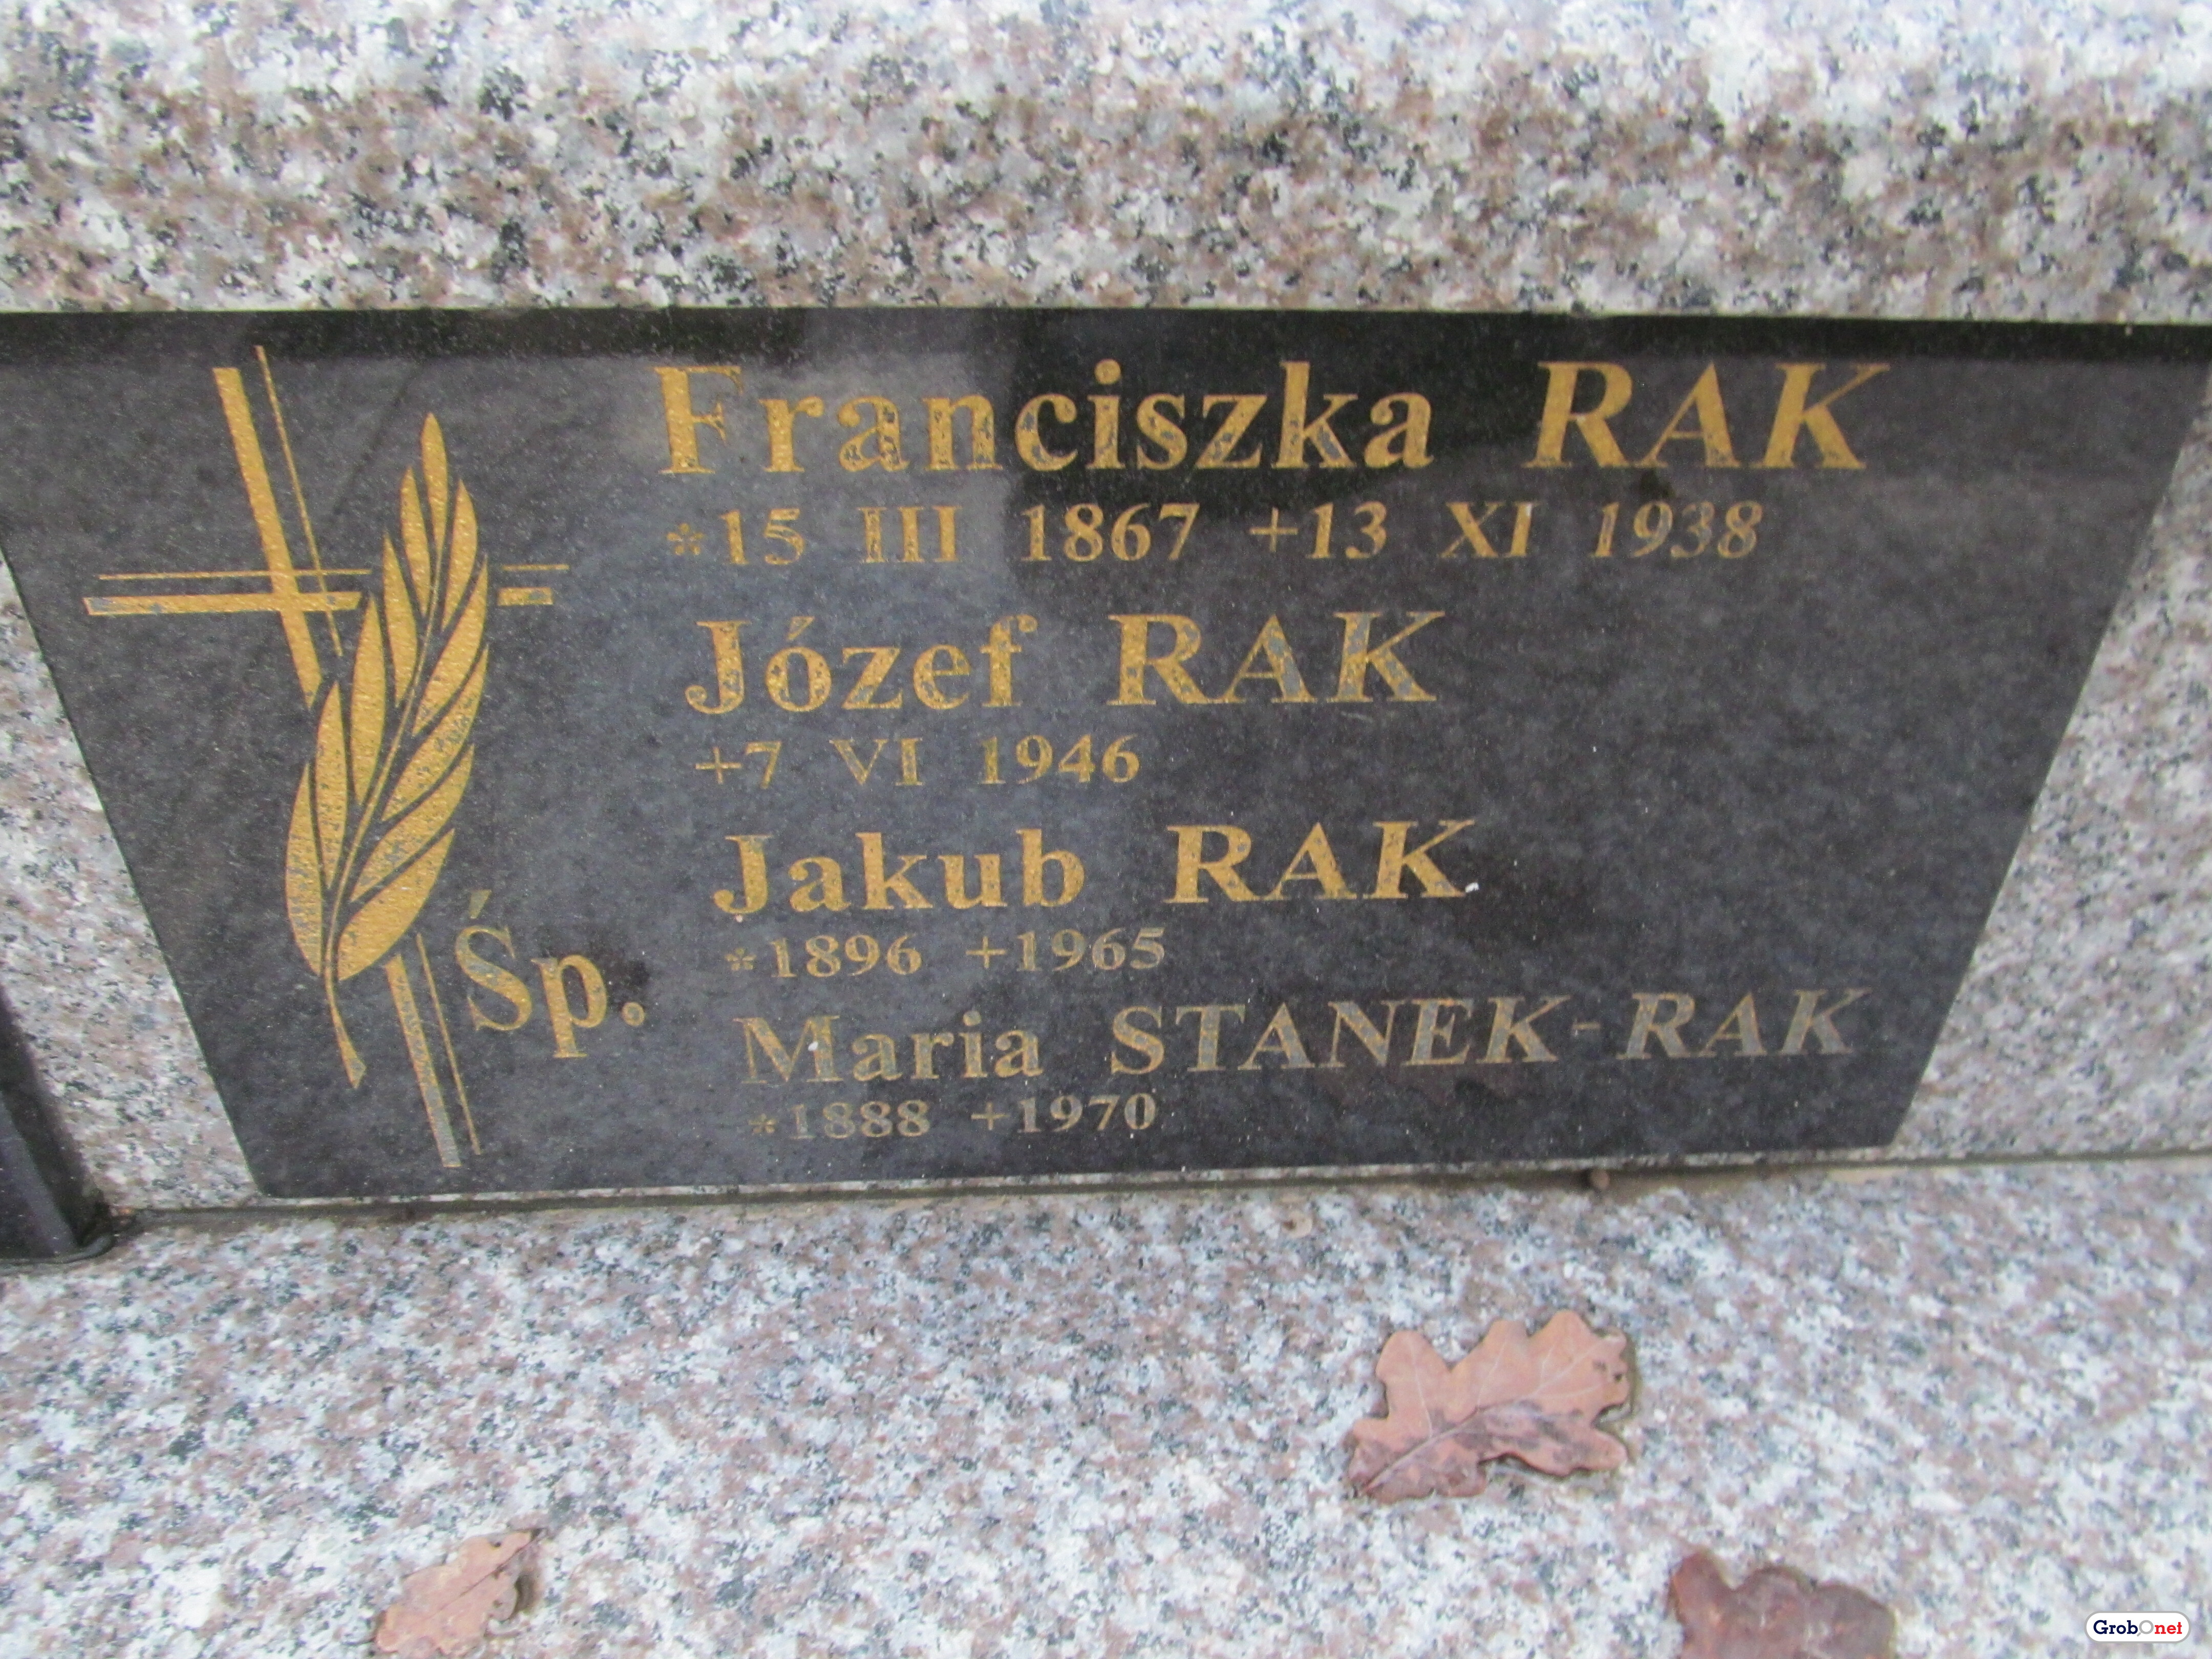 Franciszka RAK
*15 III 1867 +13 XI 1938
Józef RAK
+7 VI 1946
Jakub RAK
*1896 +1965
Śp.
Maria STANEK-RAK
*1888 +1970
GrobOnet